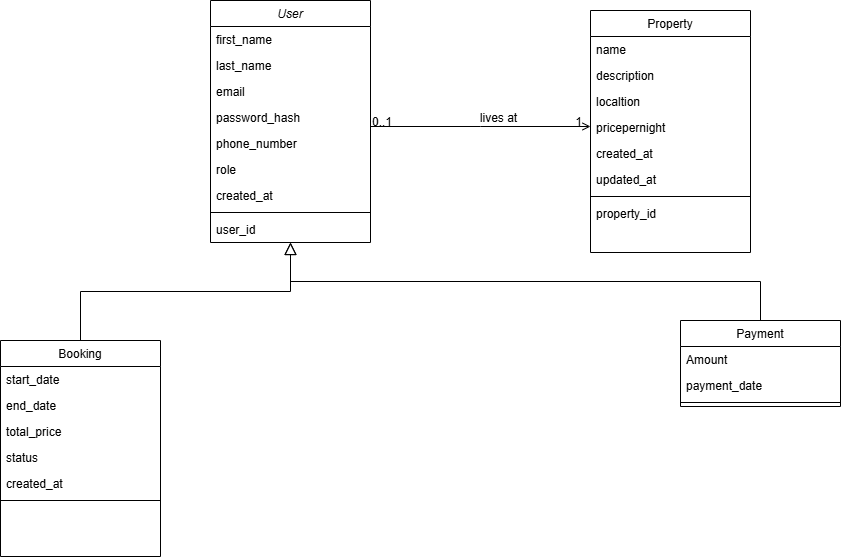 User
first_name
last_name
email
password_hash
phone_number
role
created_at
user_id
0..1
lives at
1
Property
name
description
localtion
pricepernight
created_at
updated_at
property_id
Booking
start_date
end_date
total_price
status
created_at
Payment
Amount
payment_date